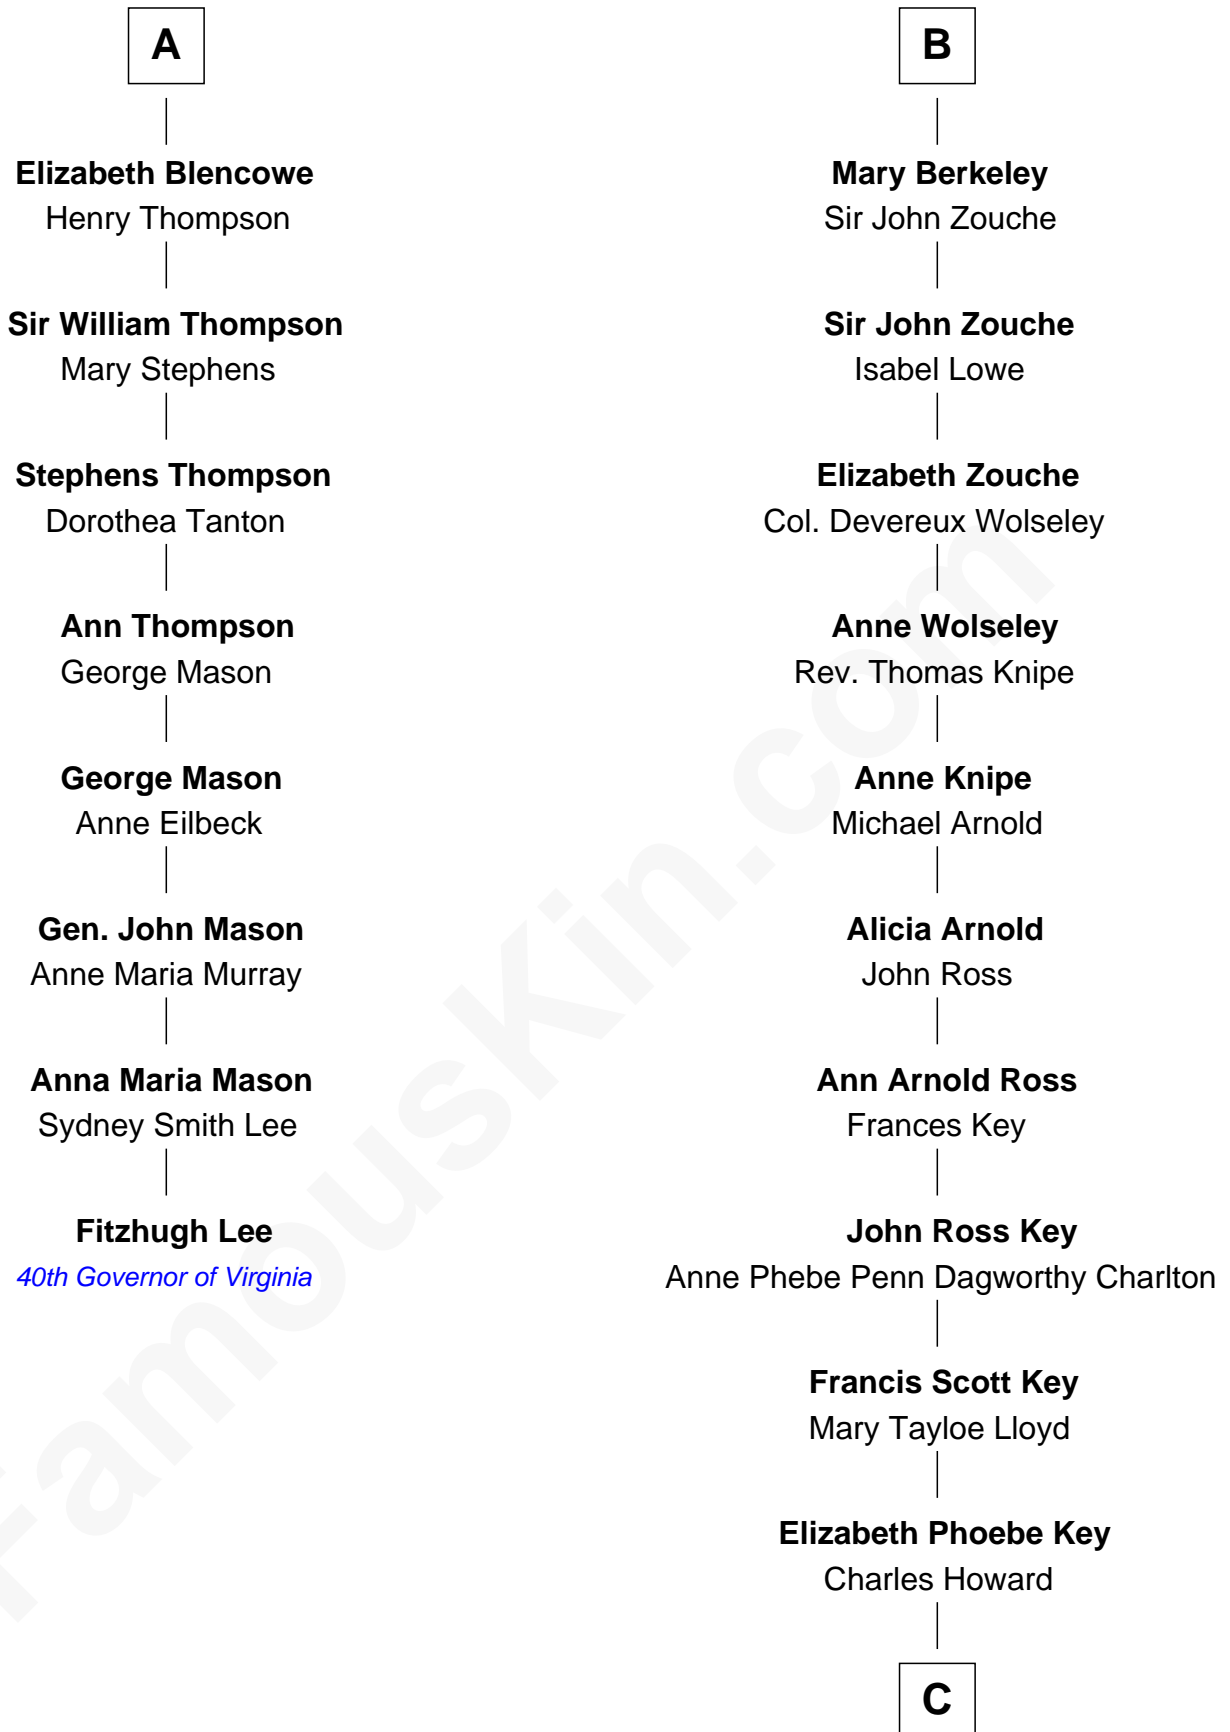 A
Elizabeth Blencowe
Henry Thompson
Sir William Thompson
Mary Stephens
Stephens Thompson
Dorothea Tanton
Ann Thompson
George Mason
George Mason
Anne Eilbeck
Gen. John Mason
Anne Maria Murray
Anna Maria Mason
Sydney Smith Lee
Fitzhugh Lee
40th Governor of Virginia
B
Mary Berkeley
Sir John Zouche
Sir John Zouche
Isabel Lowe
Elizabeth Zouche
Col. Devereux Wolseley
Anne Wolseley
Rev. Thomas Knipe
Anne Knipe
Michael Arnold
Alicia Arnold
John Ross
Ann Arnold Ross
Frances Key
John Ross Key
Anne Phebe Penn Dagworthy Charlton
Francis Scott Key
Mary Tayloe Lloyd
Elizabeth Phoebe Key
Charles Howard
C
FamousKin.com